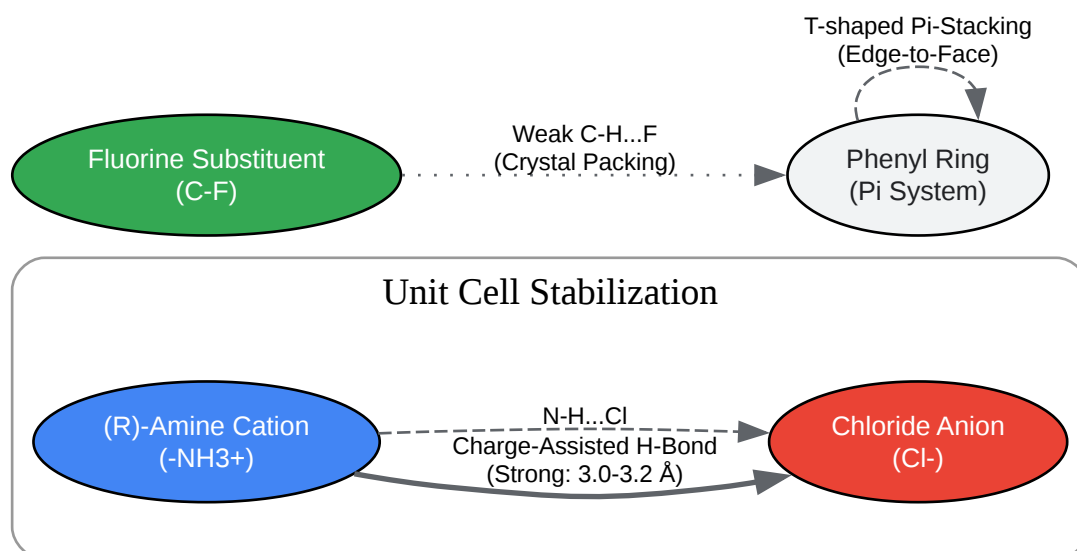 T-shaped Pi-Stacking
(Edge-to-Face)
Fluorine Substituent
(C-F)
Weak C-H...F
(Crystal Packing)
Phenyl Ring
(Pi System)
Unit Cell Stabilization
(R)-Amine Cation
(-NH3+)
N-H...Cl
Charge-Assisted H-Bond
(Strong: 3.0-3.2 Å)
Chloride Anion
(Cl-)